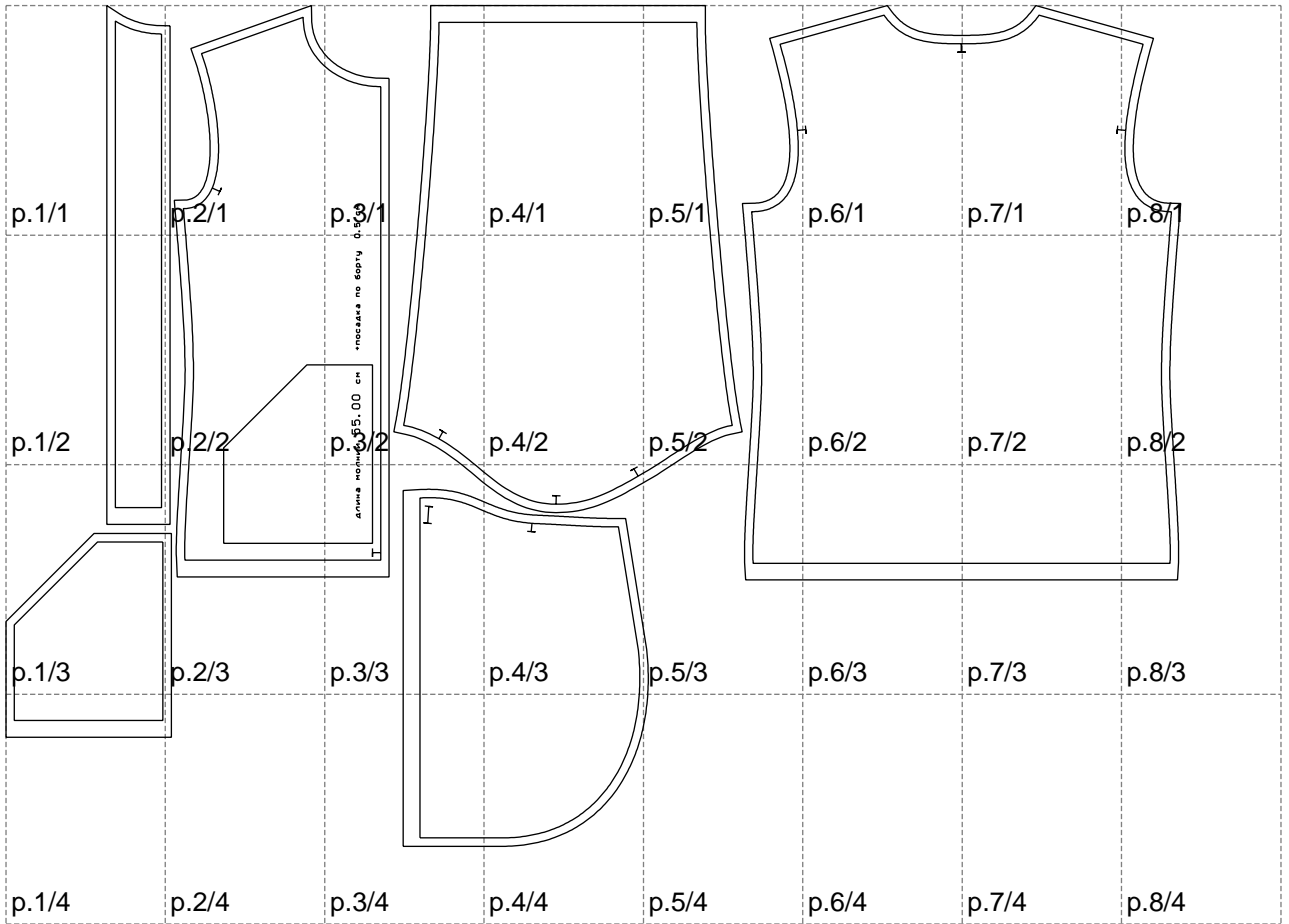 p.1/1 p.2/1 p.3/1 p.4/1 p.5/1 p.6/1 p.7/1 p.8/1
+посадка по борту
p.1/2 p.2/2 p.3/2 p.4/2 p.5/2 p.6/2 p.7/2 p.8/2
длина молнии 55.00 см
p.1/3 p.2/3 p.3/3 p.4/3 p.5/3 p.6/3 p.7/3 p.8/3
p.1/4 p.2/4 p.3/4 p.4/4 p.5/4 p.6/4 p.7/4 p.8/4